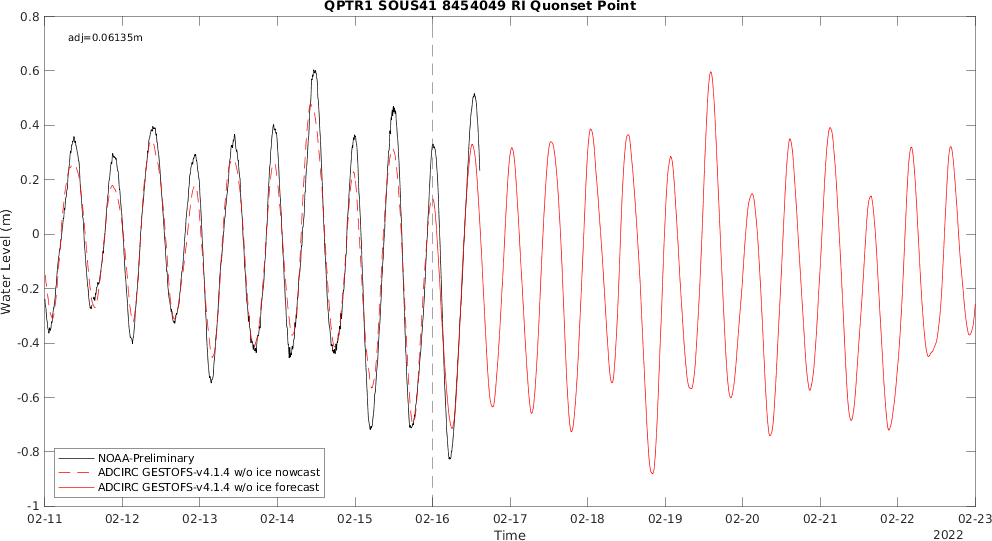 QPTR1 SOUS41 8454049 RI Quonset Point
adj=0.06135m
0.8
0.6
0.4
0.2
0
-0.2
-0.4
-0.6
-0.8
-1
Water Level (m)
NOAA-Preliminary
ADCIRC GESTOFS-v4.1.4 w/o ice nowcast
ADCIRC GESTOFS-v4.1.4 w/o ice forecast
02-11 02-12 02-13 02-14 02-15 02-16 02-17 02-18 02-19 02-20 02-21 02-22 02-23
Time
2022